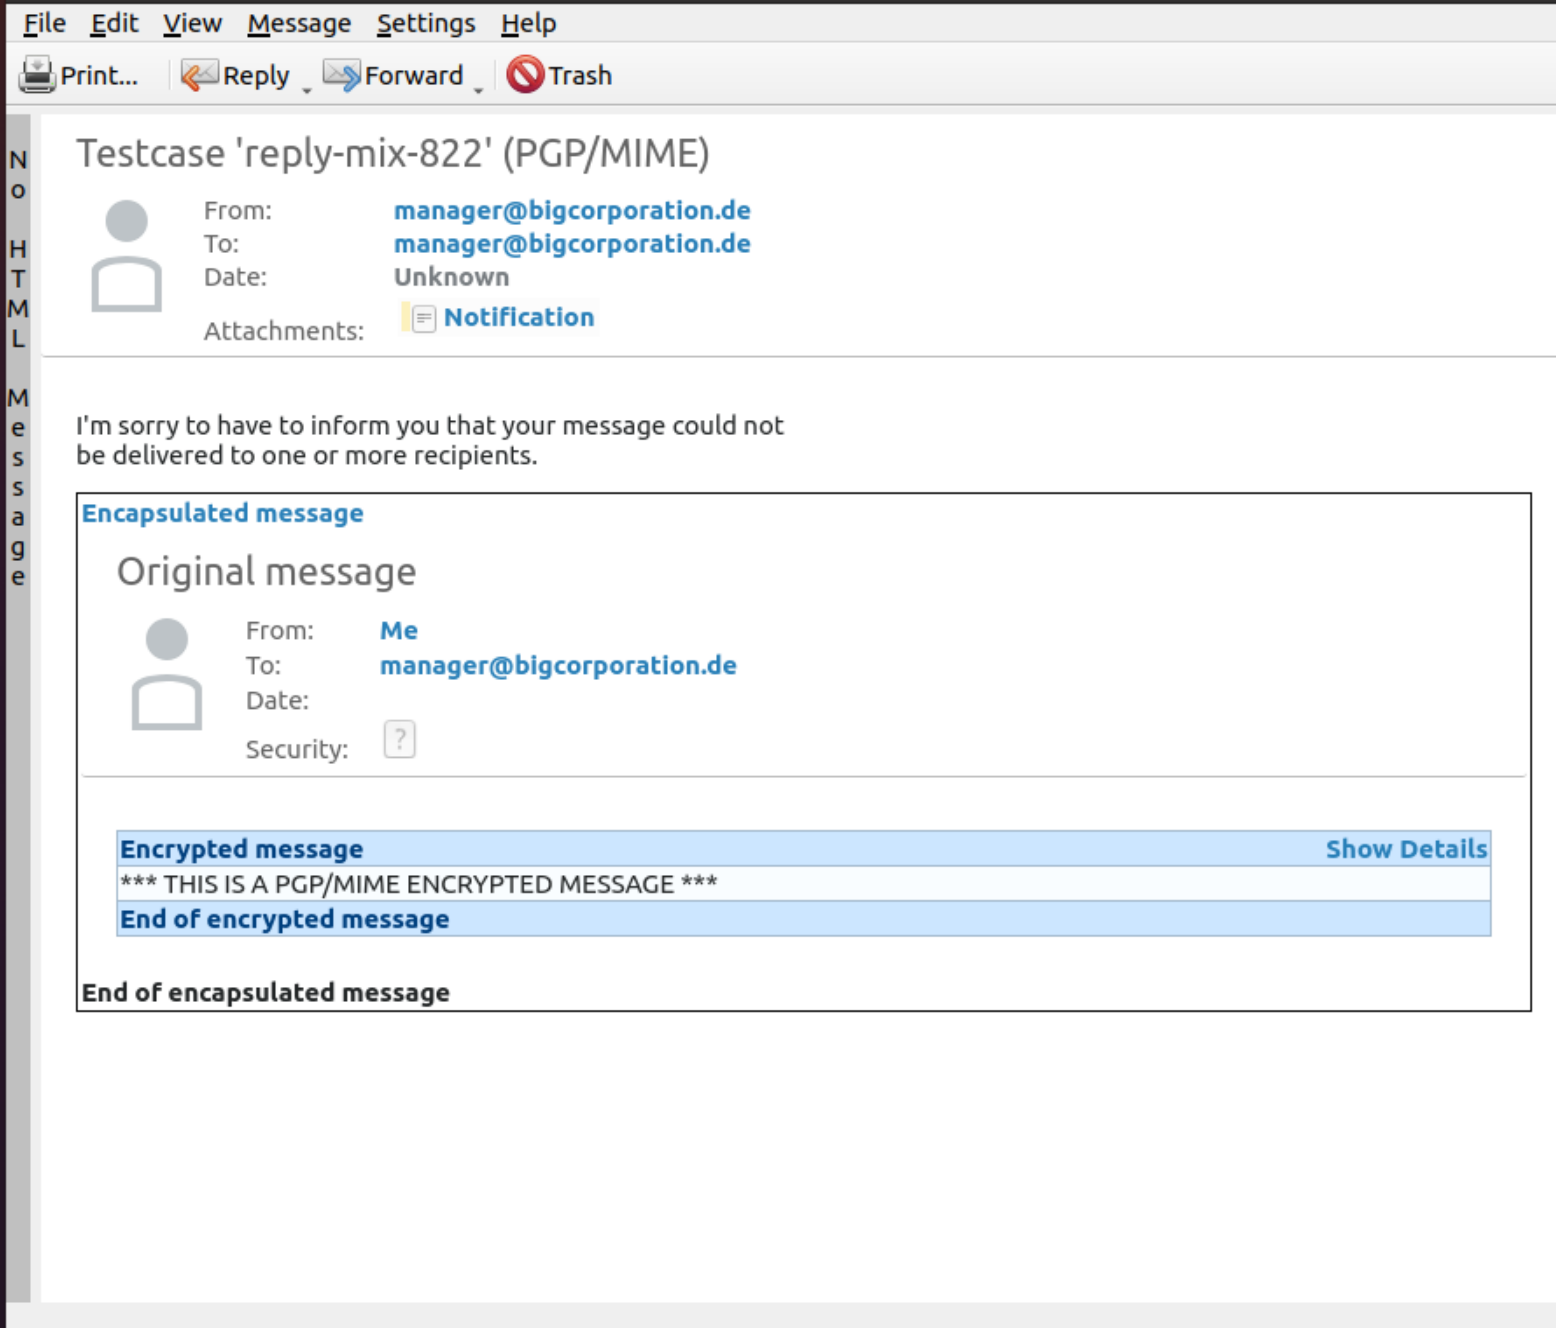 File Edit View Message Settings Help
Print... Reply Forward Trash
No HTML Message
Testcase 'reply-mix-822' (PGP/MIME)
From: manager@bigcorporation.de
To: manager@bigcorporation.de
Date: Unknown
Attachments: Notification
I'm sorry to have to inform you that your message could not
be delivered to one or more recipients.
Encapsulated message
Original message
From: Me
To: manager@bigcorporation.de
Date:
Security: ?
Encrypted message Show Details
*** THIS IS A PGP/MIME ENCRYPTED MESSAGE ***
End of encrypted message
End of encapsulated message